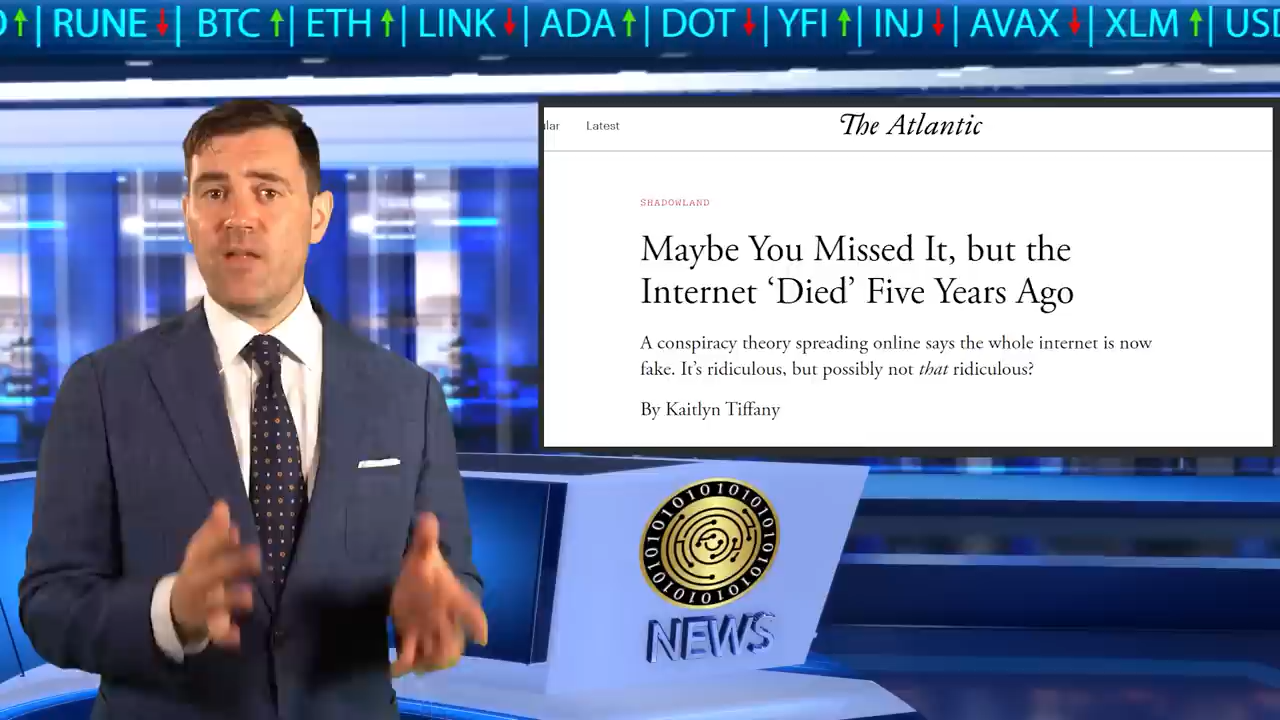 RUNE | BTC | ETH | LINK | ADA | DOT | YFI | INJ | AVAX | XLM |
Latest
The Atlantic
SHADOWLAND
Maybe You Missed It, but the
Internet ‘Died’ Five Years Ago
A conspiracy theory spreading online says the whole internet is now
fake. It’s ridiculous, but possibly not that ridiculous?
By Kaitlyn Tiffany
NEWS